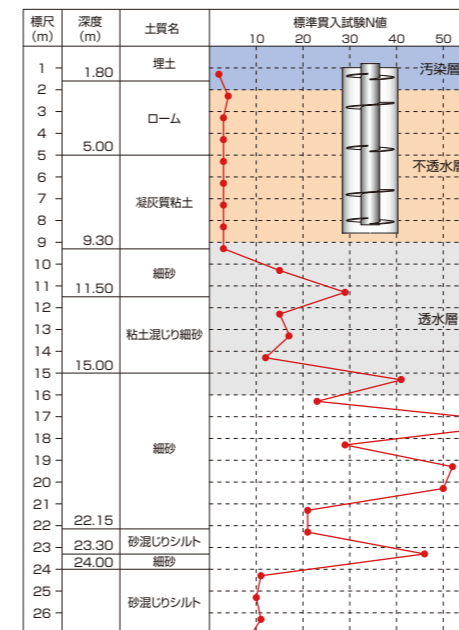 標尺 深度 土質名 標準貫入試験N値
(m) (m) 10 20 30 40 50
1 1.80 埋土 汚染層
2
3 ローム
4
5 5.00
6 不透水層
7 凝灰質粘土
8
9 9.30
10 細砂
11 11.50
12 透水層
13 粘土混じり細砂
14
15 15.00
16
17
18 細砂
19
20
21
22 22.15
23 23.30 砂混じりシルト
24 24.00 細砂
25 砂混じりシルト
26